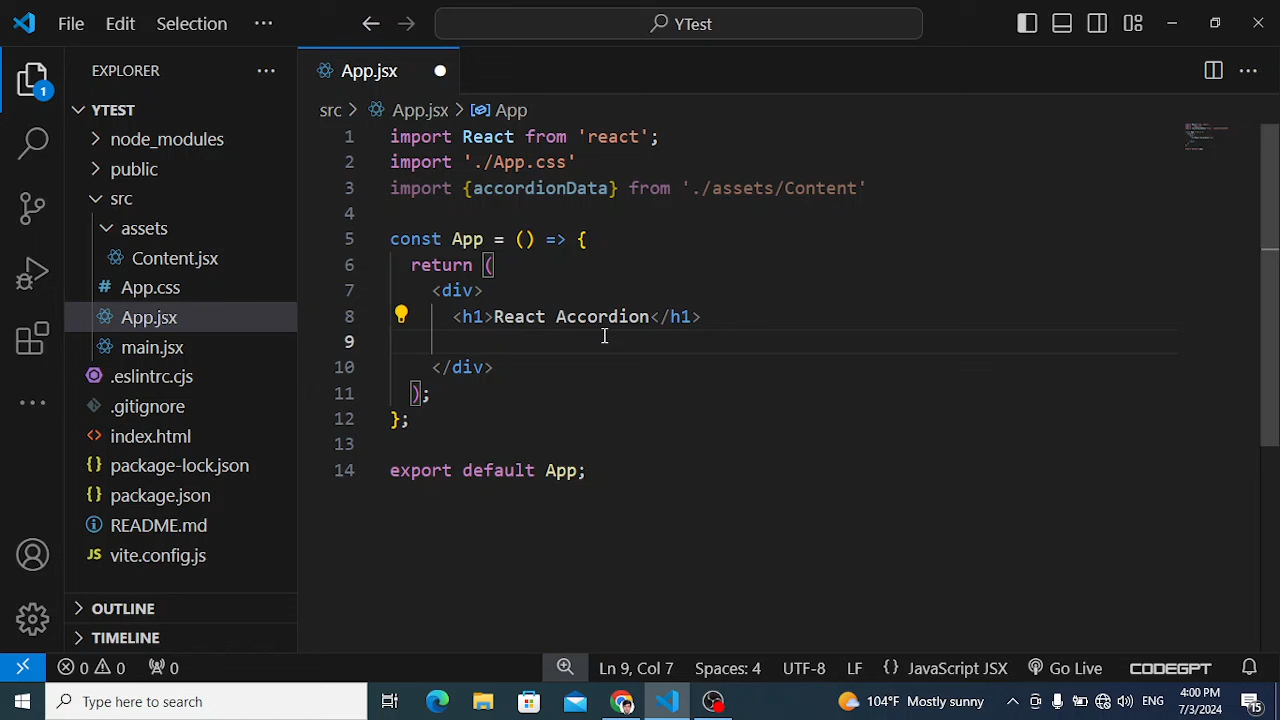 File Edit Selection ··· YTest
EXPLORER ···
App.jsx
YTEST
node_modules
public
src
assets
Content.jsx
App.css
App.jsx
main.jsx
.eslintrc.cjs
.gitignore
index.html
package-lock.json
package.json
README.md
vite.config.js
OUTLINE
TIMELINE
1
src > App.jsx > App
1 import React from 'react';
2 import './App.css'
3 import {accordionData} from './assets/Content'
4
5 const App = () => {
6 return (
7 <div>
8 <h1>React Accordion</h1>
9
10 </div>
11 );
12 };
13
14 export default App;
0 0 0 Ln 9, Col 7 Spaces: 4 UTF-8 LF {} JavaScript JSX Go Live CODEGPT
Type here to search 104°F Mostly sunny ENG 4:00 PM
7/3/2024 15